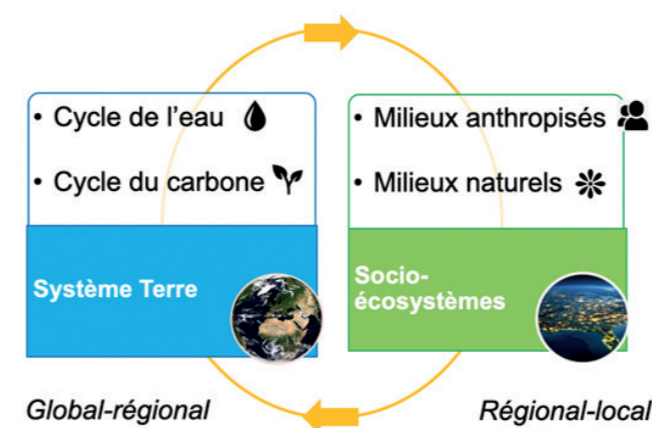 • Cycle de l'eau
• Cycle du carbone
Système Terre
Global-régional
• Milieux anthropisés
• Milieux naturels
Socio-
écosystèmes
Régional-local